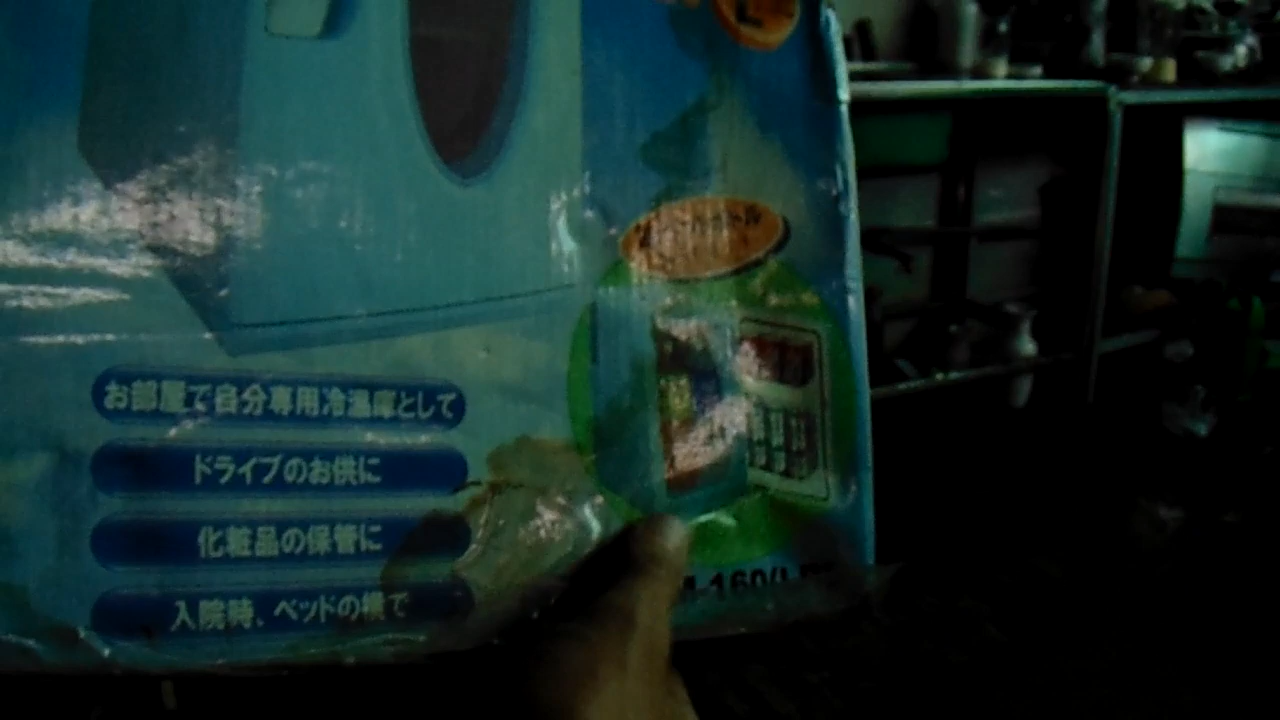 L
お部屋で自分専用冷温庫として
ドライブのお供に
化粧品の保管に
入院時、ベッドの横で
-160/